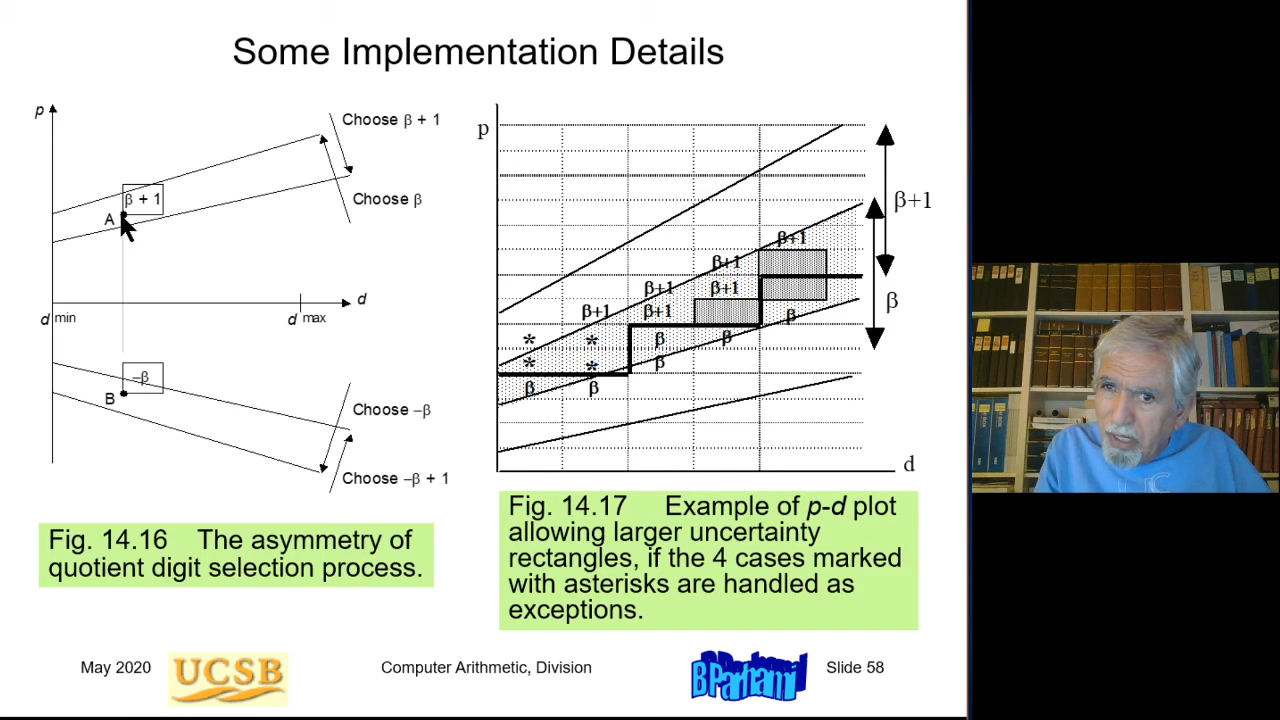 Some Implementation Details
p
Choose β + 1
β + 1
A
Choose β
d
d min
d max
–β
B
Choose –β
Choose –β + 1
Fig. 14.16 The asymmetry of
quotient digit selection process.
p
β+1
β+1
β+1
β+1
β+1
β+1
β+1
β
* *
* *
β
β
β
β
β
β
d
Fig. 14.17 Example of p-d plot
allowing larger uncertainty
rectangles, if the 4 cases marked
with asterisks are handled as
exceptions.
May 2020
UCSB
Computer Arithmetic, Division
B Parhami
Slide 58